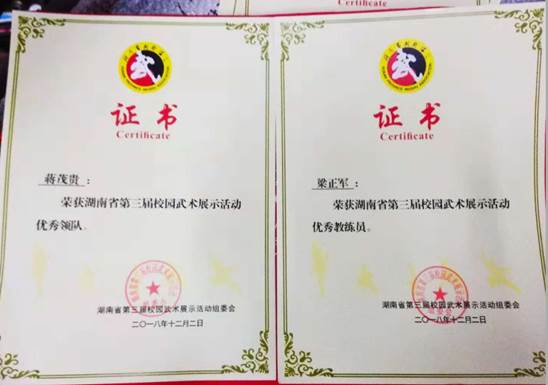 证书
Certificate
蒋茂贵：
荣获湖南省第三届校园武术展示活动
优秀领队。
湖南省第三届校园武术展示活动组委会
二〇一八年十二月二日
证书
Certificate
梁正军：
荣获湖南省第三届校园武术展示活动
优秀教练员。
湖南省第三届校园武术展示活动组委会
二〇一八年十二月二日